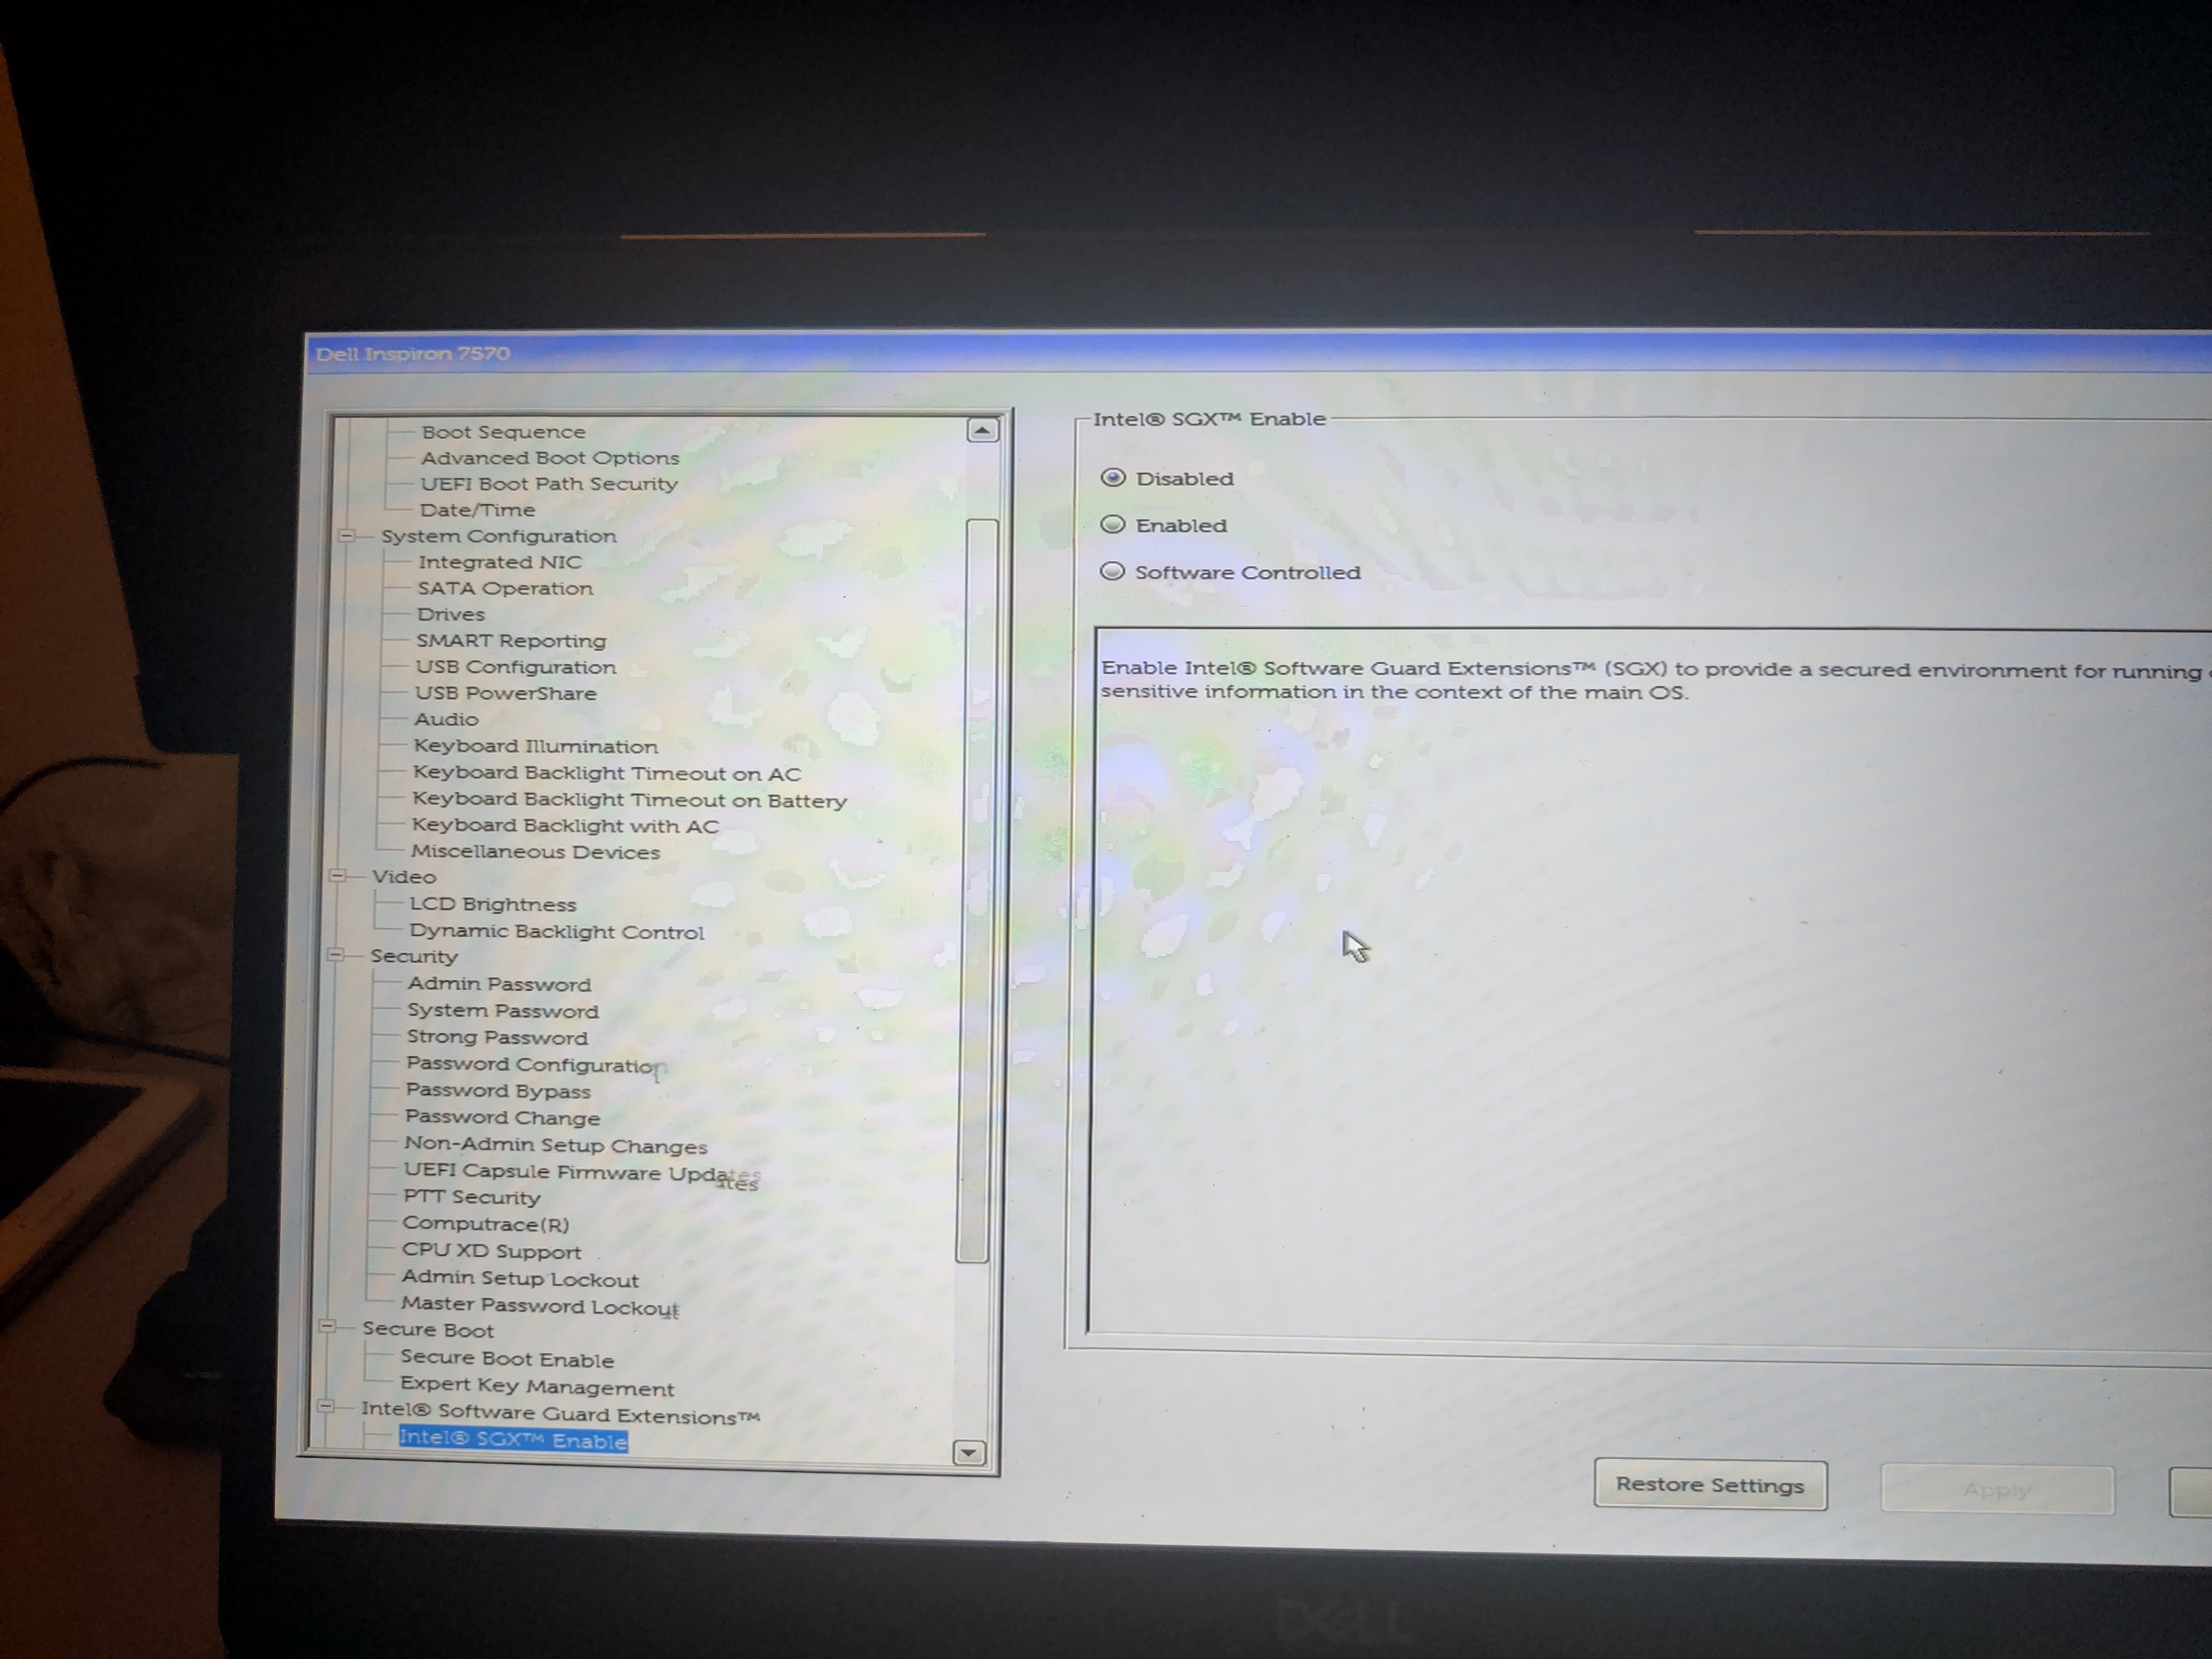 Dell Inspiron 7570
Boot Sequence
Advanced Boot Options
UEFI Boot Path Security
Date/Time
System Configuration
Integrated NIC
SATA Operation
Drives
SMART Reporting
USB Configuration
USB PowerShare
Audio
Keyboard Illumination
Keyboard Backlight Timeout on AC
Keyboard Backlight Timeout on Battery
Keyboard Backlight with AC
Miscellaneous Devices
Video
LCD Brightness
Dynamic Backlight Control
Security
Admin Password
System Password
Strong Password
Password Configuration
Password Bypass
Password Change
Non-Admin Setup Changes
UEFI Capsule Firmware Updates
PTT Security
Computrace(R)
CPU XD Support
Admin Setup Lockout
Master Password Lockout
Secure Boot
Secure Boot Enable
Expert Key Management
Intel® Software Guard Extensions™
Intel® SGX™ Enable
Intel® SGX™ Enable
Disabled
Enabled
Software Controlled
Enable Intel® Software Guard Extensions™ (SGX) to provide a secured environment for running
sensitive information in the context of the main OS.
Restore Settings
Apply
DELL